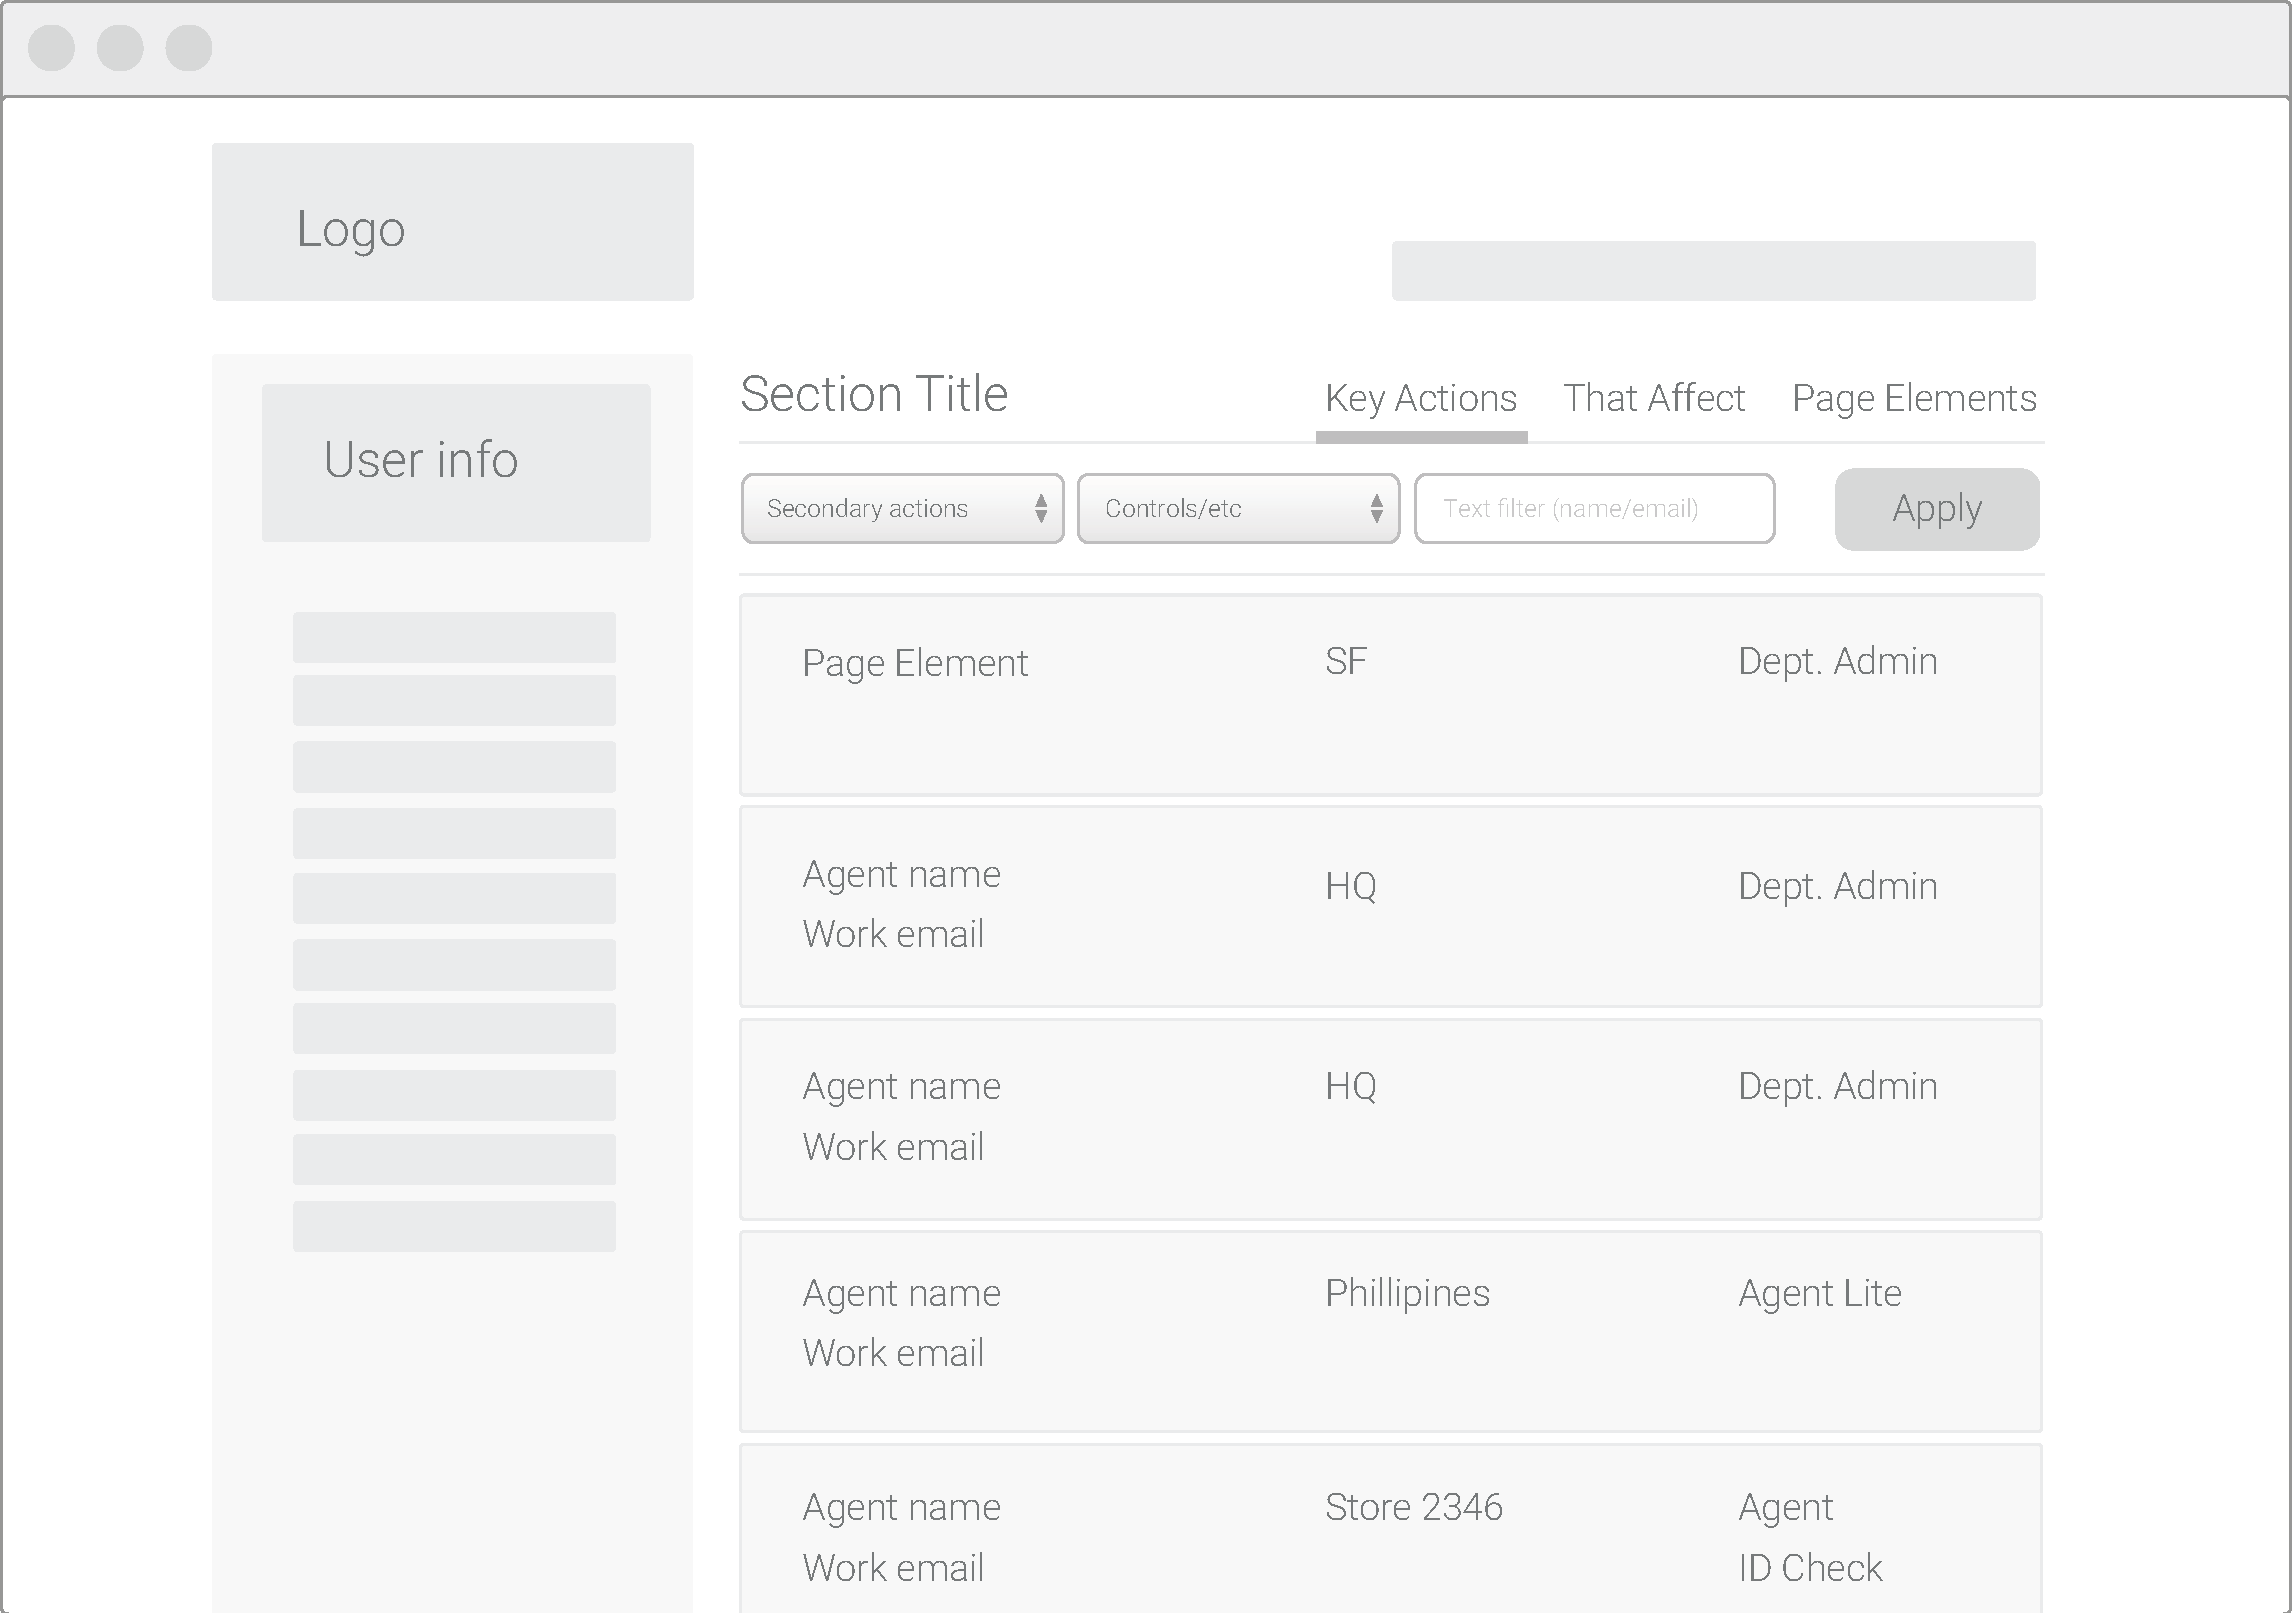 Logo
Section Title
Key Actions
That Affect
Page Elements
User info
Secondary actions
Controls/etc
Text filter (name/email)
Apply
Page Element
SF
Dept. Admin
Agent name
Work email
HQ
Dept. Admin
Agent name
Work email
HQ
Dept. Admin
Agent name
Work email
Phillipines
Agent Lite
Agent name
Work email
Store 2346
Agent
ID Check